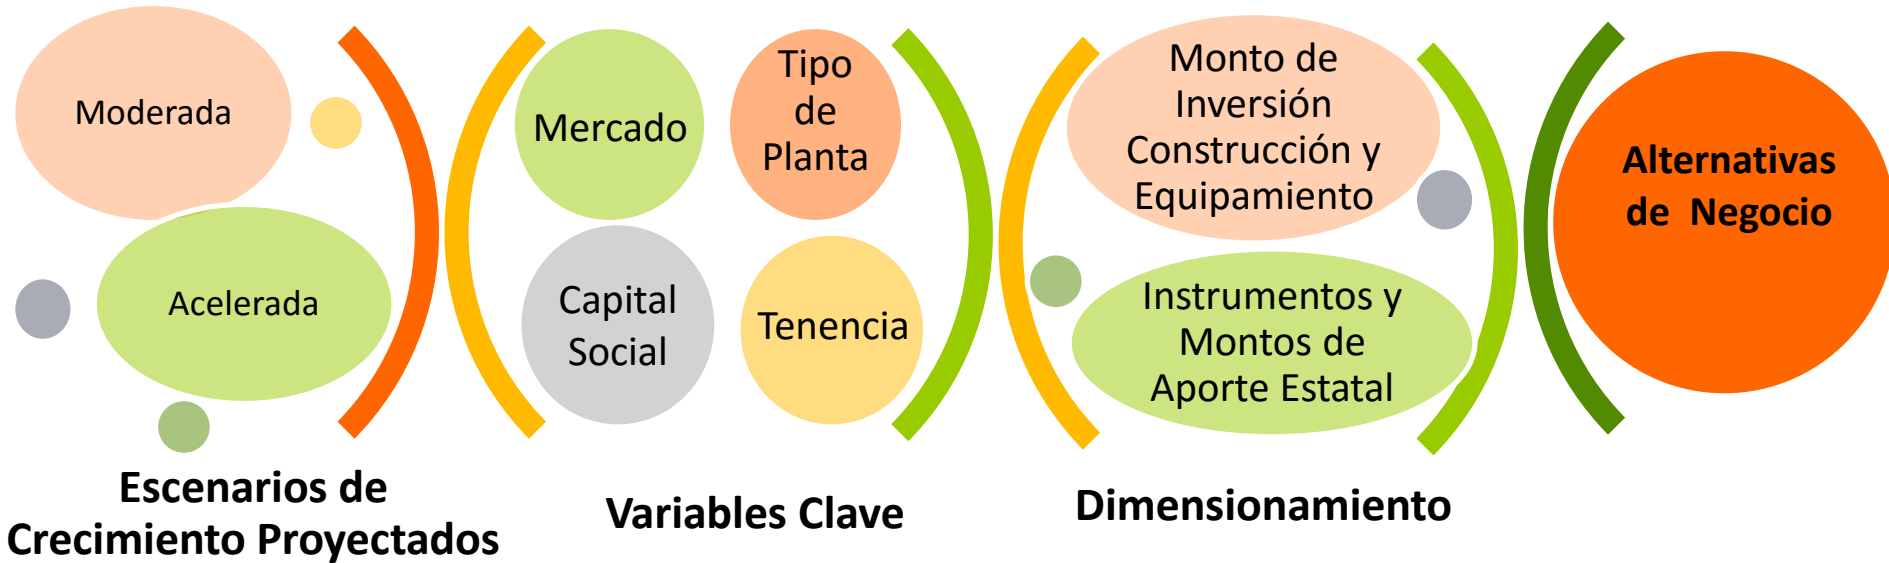 Moderada
Acelerada
Escenarios de
Crecimiento Proyectados
Mercado
Tipo
de
Planta
Capital
Social
Tenencia
Variables Clave
Monto de
Inversión
Construcción y
Equipamiento
Instrumentos y
Montos de
Aporte Estatal
Dimensionamiento
Alternativas
de Negocio